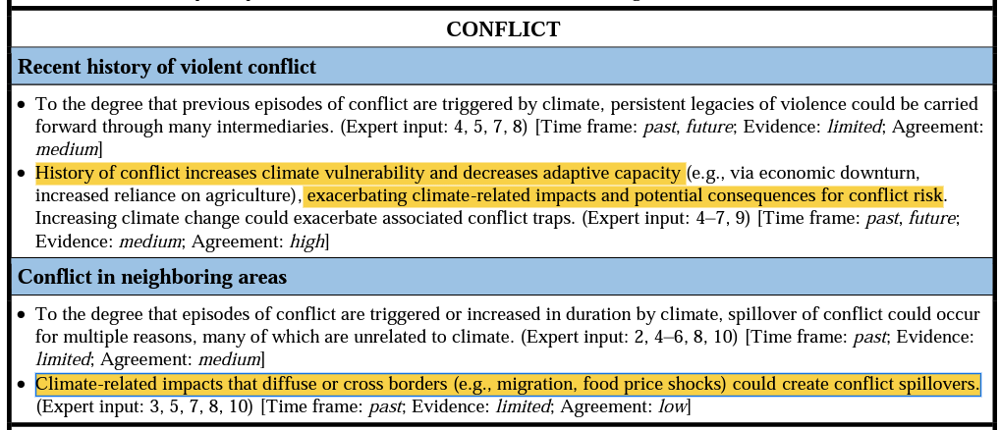 CONFLICT
Recent history of violent conflict
• To the degree that previous episodes of conflict are triggered by climate, persistent legacies of violence could be carried
forward through many intermediaries. (Expert input: 4, 5, 7, 8) [Time frame: past, future; Evidence: limited; Agreement:
medium]
• History of conflict increases climate vulnerability and decreases adaptive capacity (e.g., via economic downturn,
increased reliance on agriculture), exacerbating climate-related impacts and potential consequences for conflict risk.
Increasing climate change could exacerbate associated conflict traps. (Expert input: 4–7, 9) [Time frame: past, future;
Evidence: medium; Agreement: high]
Conflict in neighboring areas
• To the degree that episodes of conflict are triggered or increased in duration by climate, spillover of conflict could occur
for multiple reasons, many of which are unrelated to climate. (Expert input: 2, 4–6, 8, 10) [Time frame: past; Evidence:
limited; Agreement: medium]
• Climate-related impacts that diffuse or cross borders (e.g., migration, food price shocks) could create conflict spillovers.
(Expert input: 3, 5, 7, 8, 10) [Time frame: past; Evidence: limited; Agreement: low]